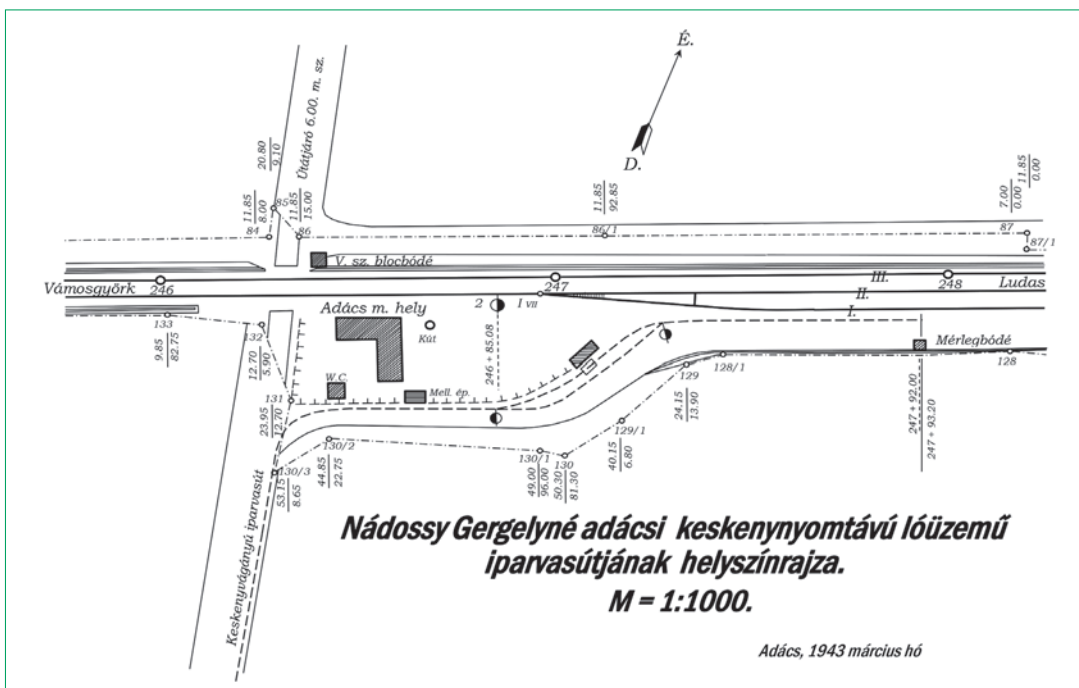 É.
D.
Útátjáró 6.00. m. sz.
20.80
9.10
11.85
8.00
85
11.85
15.00
84
86
11.85
92.85
86/1
7.00
0.00
11.85
0.00
87
87/1
V. sz. blocbódé
Vámosgyörk
246
247
248
III.
II.
I.
Ludas
Adács m. hely
2
I VII
Kút
246 + 85.08
133
9.85
82.75
132
12.70
5.90
W.C.
Mell. ép.
131
23.95
12.70
Mérlegbódé
128
128/1
129
24.15
13.90
129/1
40.15
6.80
247 + 92.00
247 + 93.20
130/2
44.85
22.75
130/3
53.15
8.65
130/1
49.00
96.00
130
50.30
81.30
Keskenyvágányú iparvasút
Nádossy Gergelyné adácsi keskenynyomtávú lóüzemű
iparvasútjának helyszínrajza.
M = 1:1000.
Adács, 1943 március hó